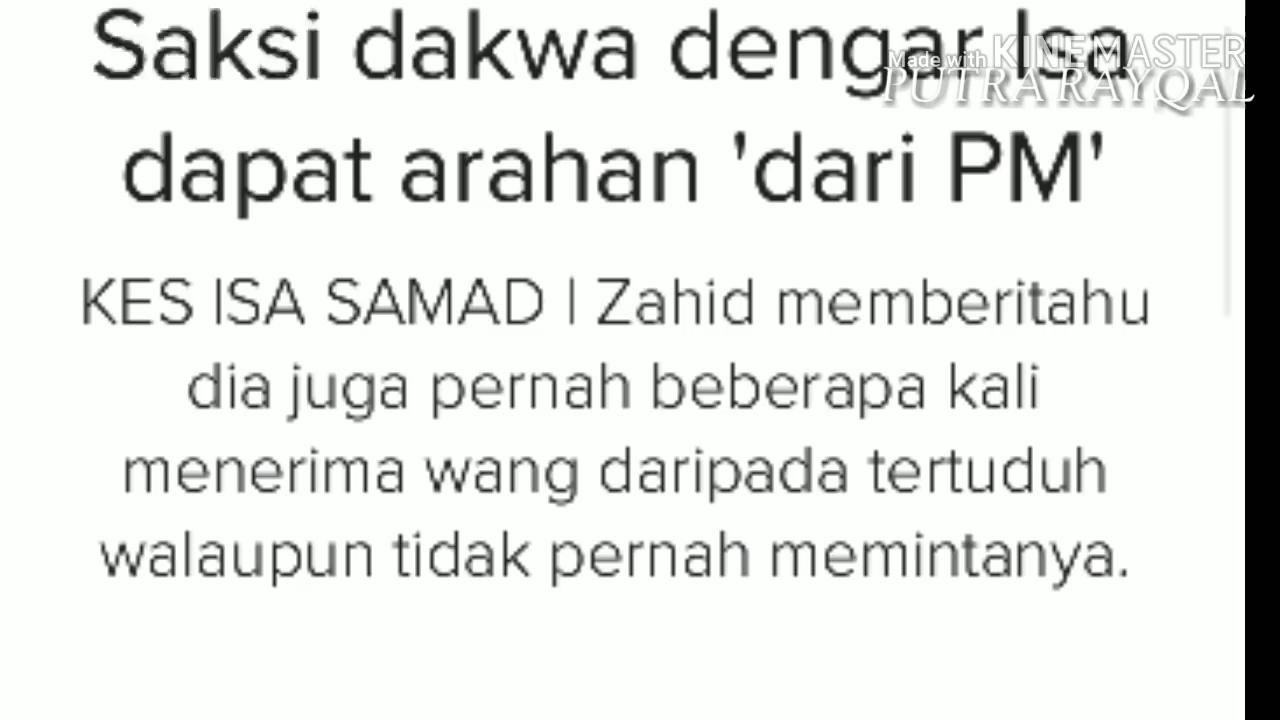 Saksi dakwa dengar Isa
Made with KINEMASTER
PUTRA RAYQAL
dapat arahan 'dari PM'
KES ISA SAMAD | Zahid memberitahu
dia juga pernah beberapa kali
menerima wang daripada tertuduh
walaupun tidak pernah memintanya.